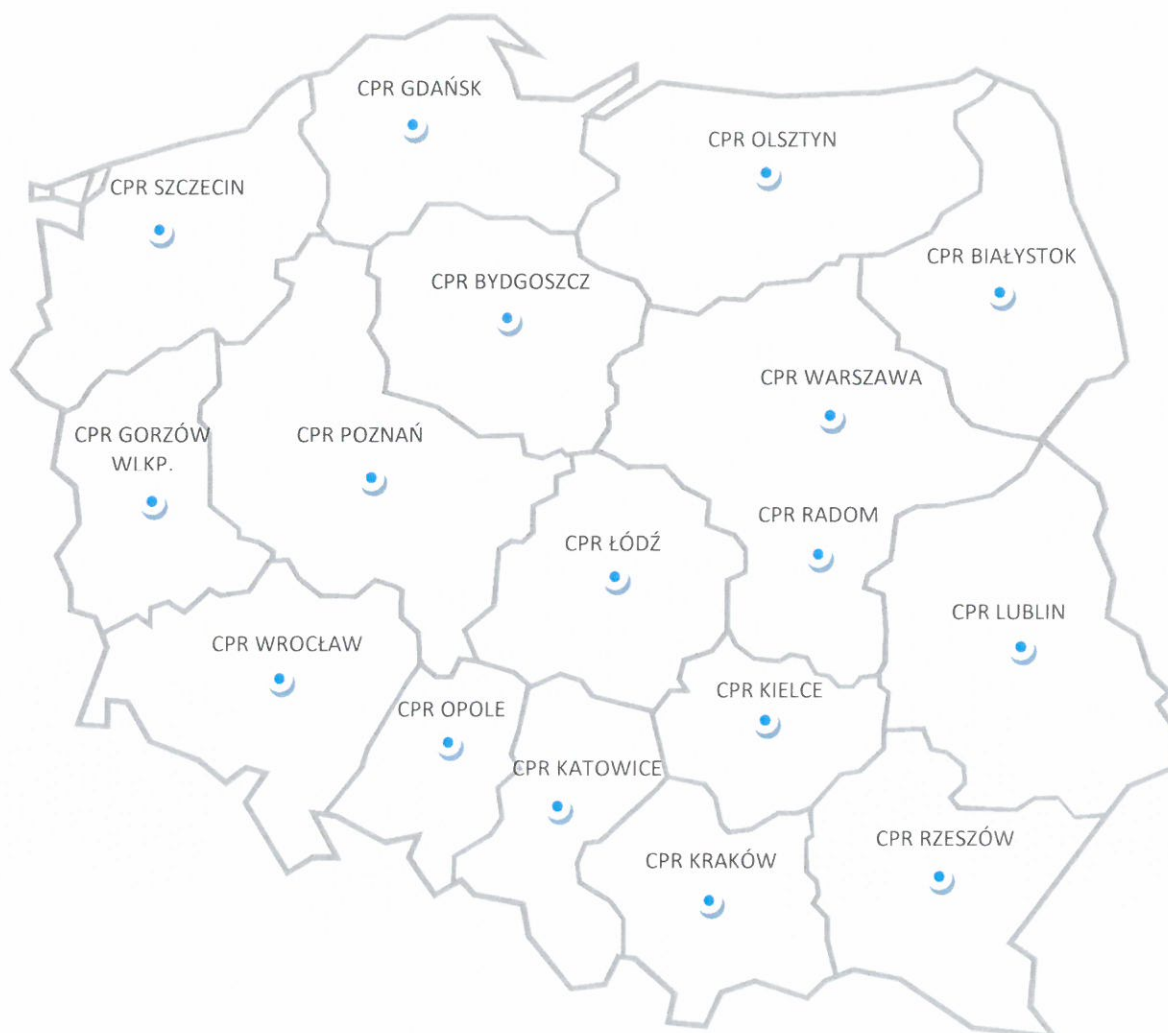 CPR GDAŃSK
CPR OLSZTYN
CPR SZCZECIN
CPR BIAŁYSTOK
CPR BYDGOSZCZ
CPR WARSZAWA
CPR GORZÓW
WLKP.
CPR POZNAŃ
CPR RADOM
CPR ŁÓDŹ
CPR LUBLIN
CPR WROCŁAW
CPR KIELCE
CPR OPOLE
CPR KATOWICE
CPR RZESZÓW
CPR KRAKÓW